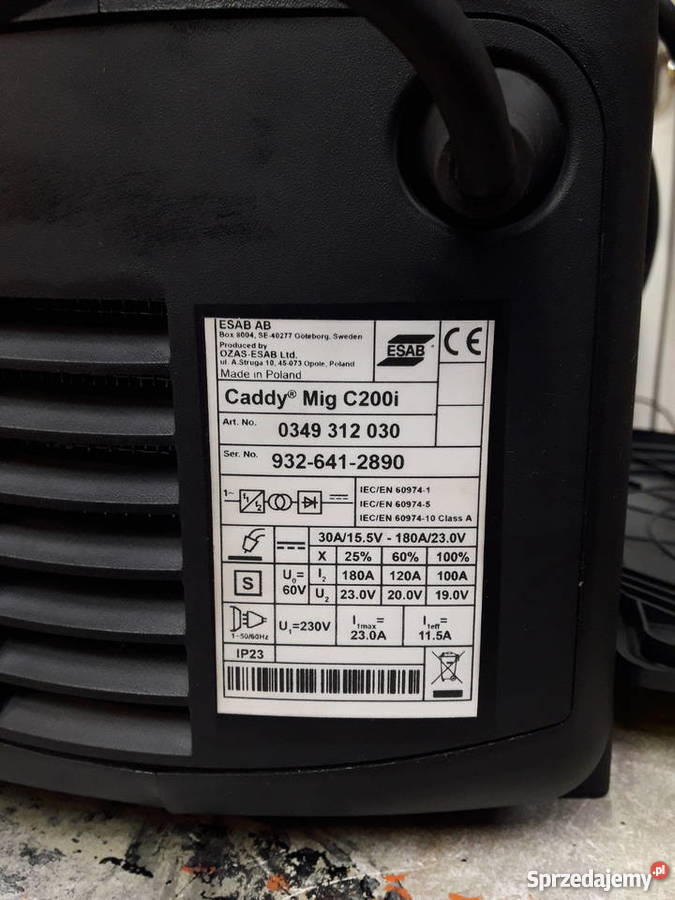 ESAB AB
Box 8004, SE-40277 Göteborg, Sweden
Produced by
OZAS-ESAB Ltd.
ul. A.Struga 10, 45-073 Opole, Poland
Made in Poland
ESAB
CE
Caddy® Mig C200i
Art. No.
0349 312 030
Ser. No.
932-641-2890
1~ f1 f2
IEC/EN 60974-1
IEC/EN 60974-5
IEC/EN 60974-10 Class A
30A/15.5V - 180A/23.0V
X 25% 60% 100%
S U0= 60V I2 180A 120A 100A
U2 23.0V 20.0V 19.0V
1~50/60Hz U1=230V I1max= 23.0A I1eff= 11.5A
IP23
Sprzedajemy.pl